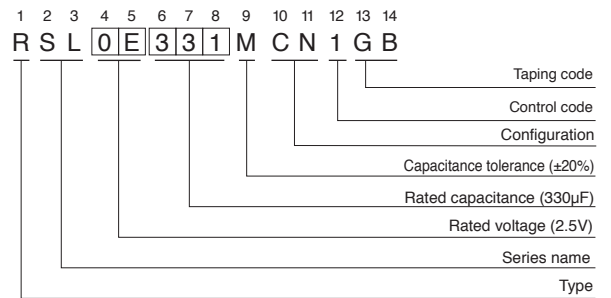 1 2 3 4 5 6 7 8 9 10 11 12 13 14
R S L 0 E 3 3 1 M C N 1 G B
Taping code
Control code
Configuration
Capacitance tolerance (±20%)
Rated capacitance (330µF)
Rated voltage (2.5V)
Series name
Type